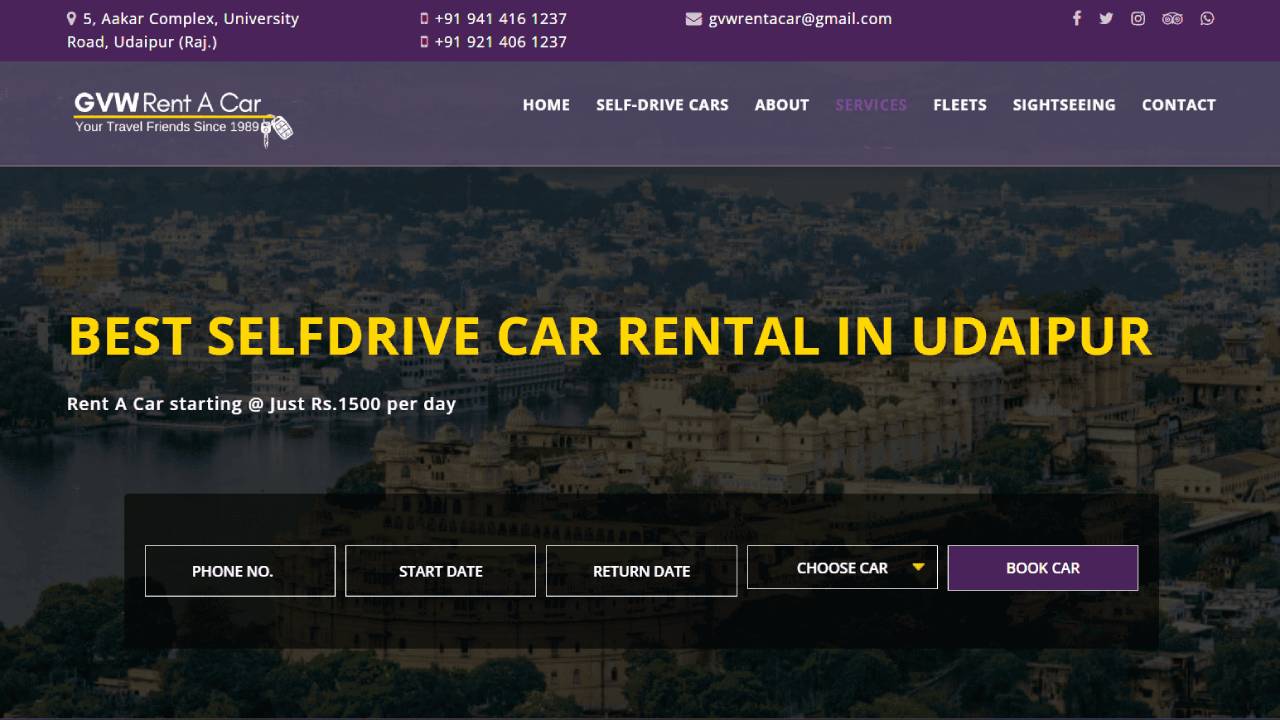 5, Aakar Complex, University
Road, Udaipur (Raj.)
+91 941 416 1237
+91 921 406 1237
gvwrentacar@gmail.com
GVW Rent A Car
Your Travel Friends Since 1989
HOME SELF-DRIVE CARS ABOUT SERVICES FLEETS SIGHTSEEING CONTACT
BEST SELFDRIVE CAR RENTAL IN UDAIPUR
Rent A Car starting @ Just Rs.1500 per day
PHONE NO. START DATE RETURN DATE CHOOSE CAR BOOK CAR